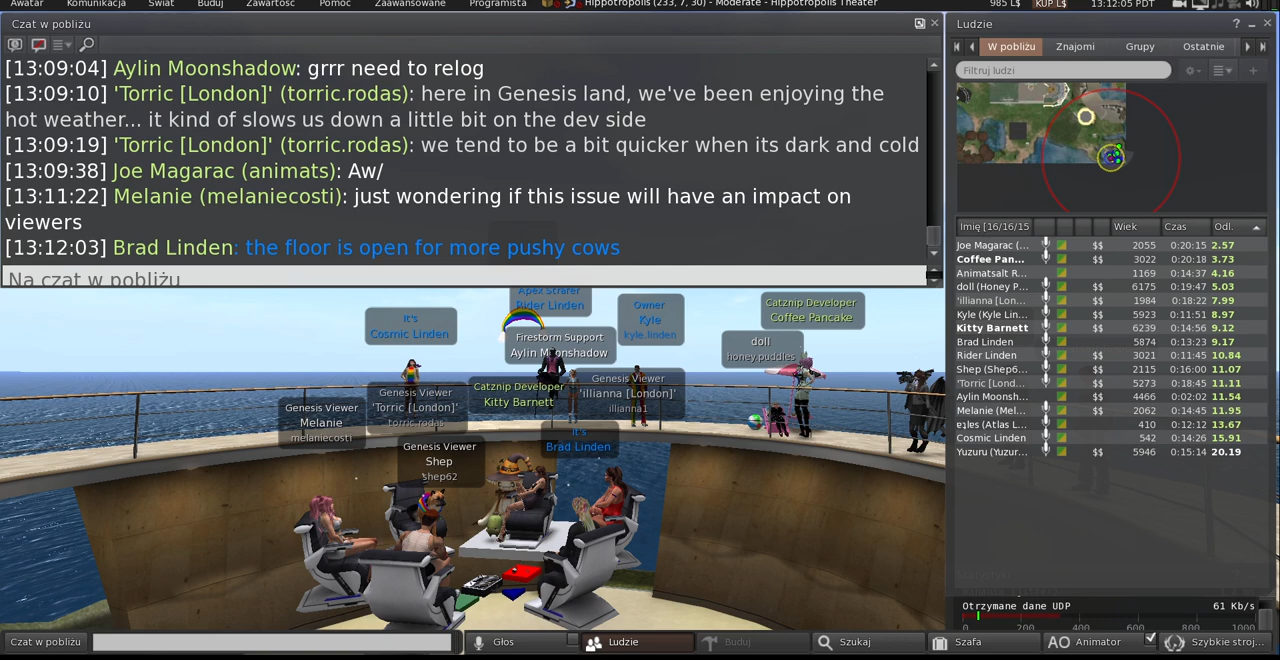 Awatar Komunikacja Świat Buduj Zawartość Pomoc Zaawansowane Programista Hippotropolis (233, 7, 30) - Moderate - Hippotropolis Theater 985 L$ KUP L$ 13:12:05 PDT
Czat w pobliżu
[13:09:04] Aylin Moonshadow: grrr need to relog
[13:09:10] 'Torric [London]' (torric.rodas): here in Genesis land, we've been enjoying the
hot weather... it kind of slows us down a little bit on the dev side
[13:09:19] 'Torric [London]' (torric.rodas): we tend to be a bit quicker when its dark and cold
[13:09:38] Joe Magarac (animats): Aw/
[13:11:22] Melanie (melaniecosti): just wondering if this issue will have an impact on
viewers
[13:12:03] Brad Linden: the floor is open for more pushy cows
Na czat w pobliżu
Apex Strafer
Rider Linden
It's
Cosmic Linden
Owner
Kyle
kyle.linden
Catznip Developer
Coffee Pancake
Firestorm Support
Aylin Moonshadow
doll
honey.puddles
Genesis Viewer
'Torric [London]'
torric.rodas
Catznip Developer
Kitty Barnett
Genesis Viewer
'illianna [London]'
illianna1
Genesis Viewer
Melanie
melaniecosti
It's
Brad Linden
Genesis Viewer
Shep
shep62
Ludzie
?
W pobliżu Znajomi Grupy Ostatnie
Filtruj ludzi
Imię [16/16/15 Wiek Czas Odl.
Joe Magarac (... $$ 2055 0:20:15 2.57
Coffee Pan... $$ 3022 0:20:18 3.73
Animatsalt R... 1169 0:14:37 4.16
doll (Honey P... $$ 6175 0:19:47 5.03
'illianna [Lon... $$ 1984 0:18:22 7.99
Kyle (Kyle Lin... $$ 5923 0:11:51 8.97
Kitty Barnett $$ 6239 0:14:56 9.12
Brad Linden 5874 0:13:23 9.17
Rider Linden $$ 3021 0:11:45 10.84
Shep (Shep6... $$ 2115 0:16:00 11.07
'Torric [Lond... $$ 5273 0:18:45 11.11
Aylin Moonsh... $$ 4466 0:02:02 11.54
Melanie (Mel... $$ 2062 0:14:45 11.95
(Atlas L... 410 0:12:12 13.67
Cosmic Linden 542 0:14:26 15.91
Yuzuru (Yuzur... $$ 5946 0:15:14 20.19
Otrzymane dane UDP 61 Kb/s
0 200 400 600 800 1000
Czat w pobliżu Głos Ludzie Buduj Szukaj Szafa AO Animator Szybkie stroj...